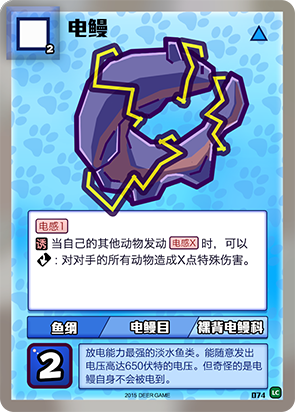 电鳗
2
电感1
诱 当自己的其他动物发动 电感X 时，可以
：对对手的所有动物造成X点特殊伤害。
鱼纲 电鳗目 裸背电鳗科
2
放电能力最强的淡水鱼类。能随意发出
电压高达650伏特的电压。但奇怪的是电
鳗自身不会被电到。
2015 DEER GAME
074 LC